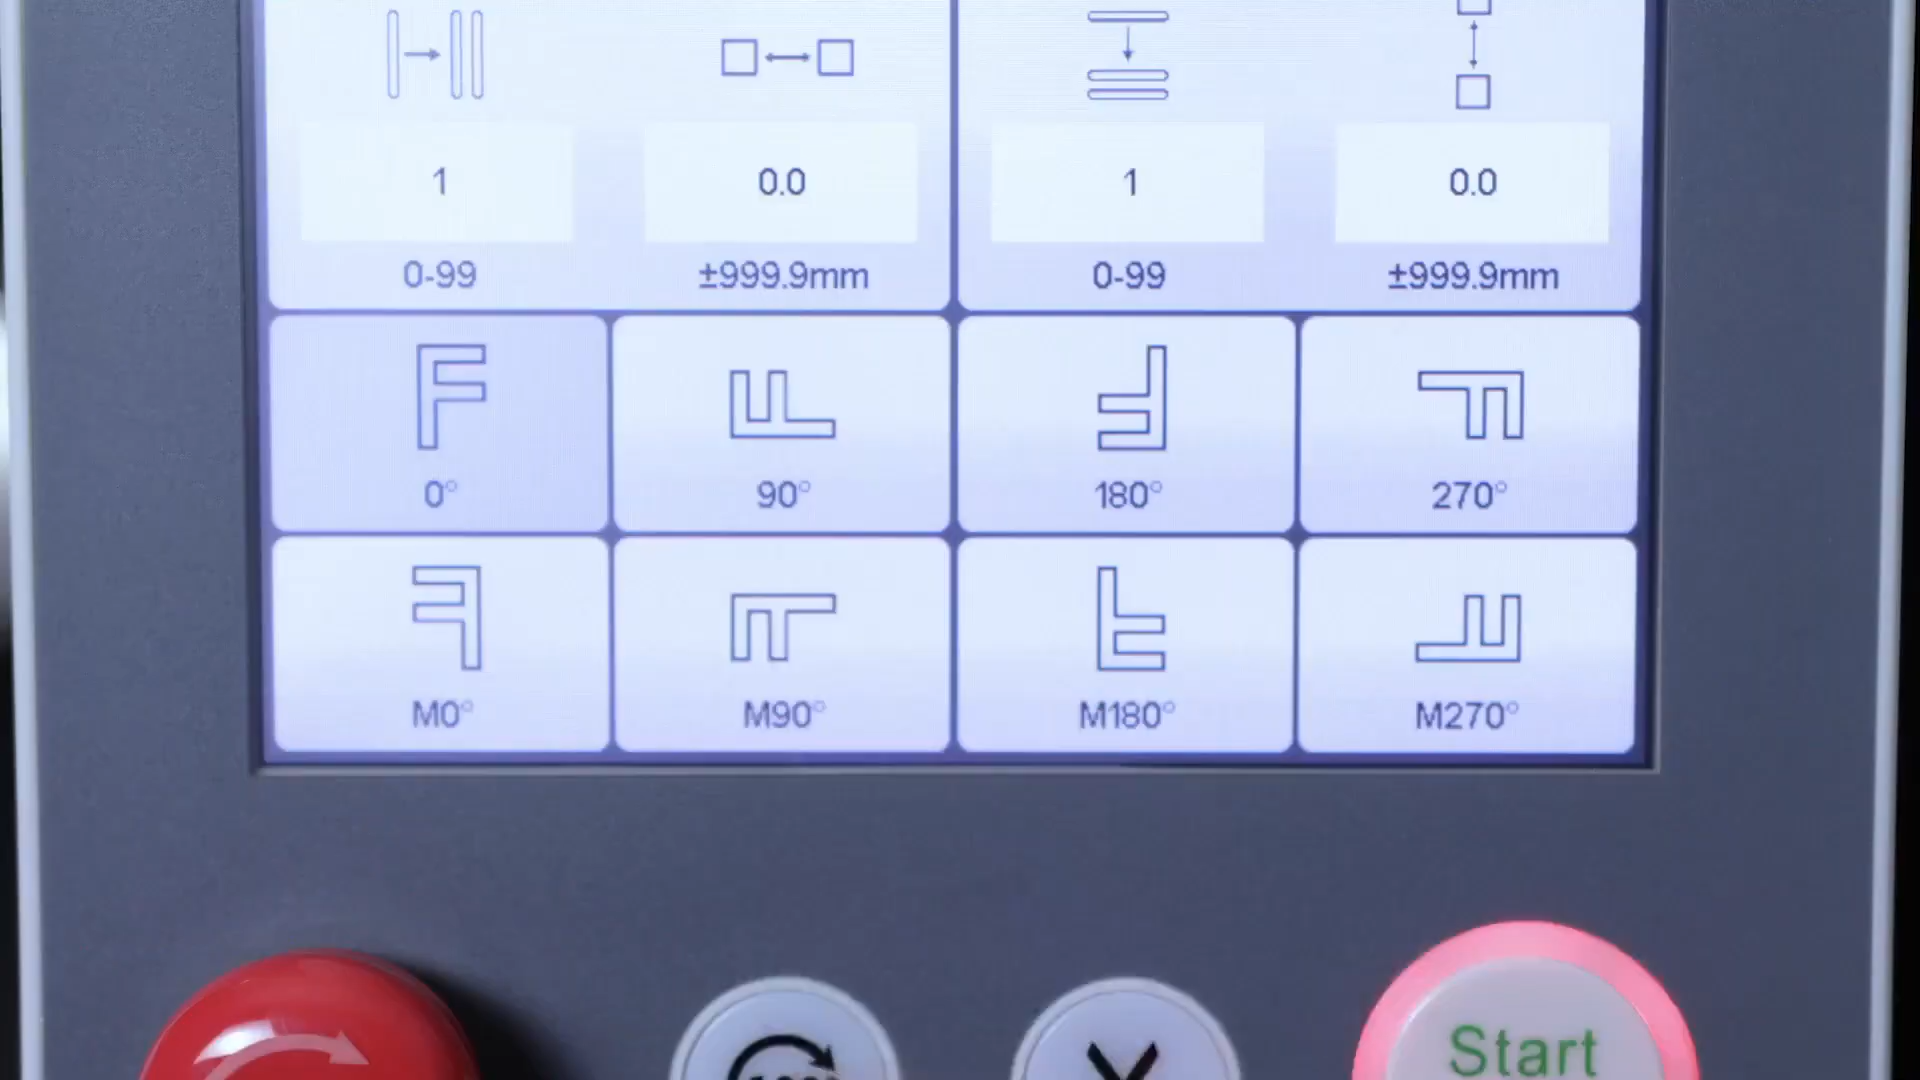 1 0.0 1 0.0
0-99 ±999.9mm 0-99 ±999.9mm
F F F F
0° 90° 180° 270°
F F F F
M0° M90° M180° M270°
Start